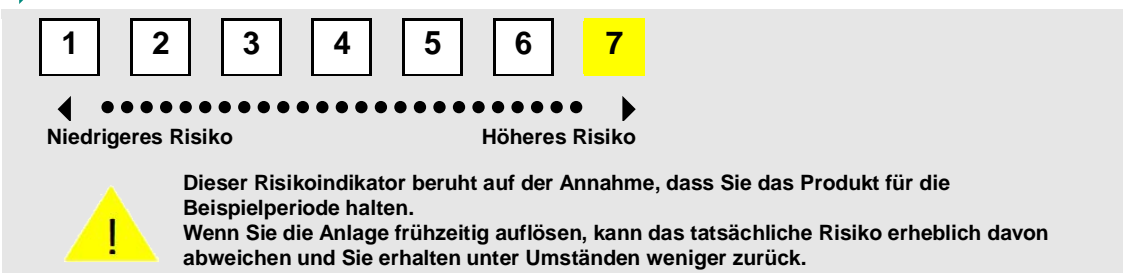 1 2 3 4 5 6 7
Niedrigeres Risiko Höheres Risiko
Dieser Risikoindikator beruht auf der Annahme, dass Sie das Produkt für die
Beispielperiode halten.
! Wenn Sie die Anlage frühzeitig auflösen, kann das tatsächliche Risiko erheblich davon
abweichen und Sie erhalten unter Umständen weniger zurück.